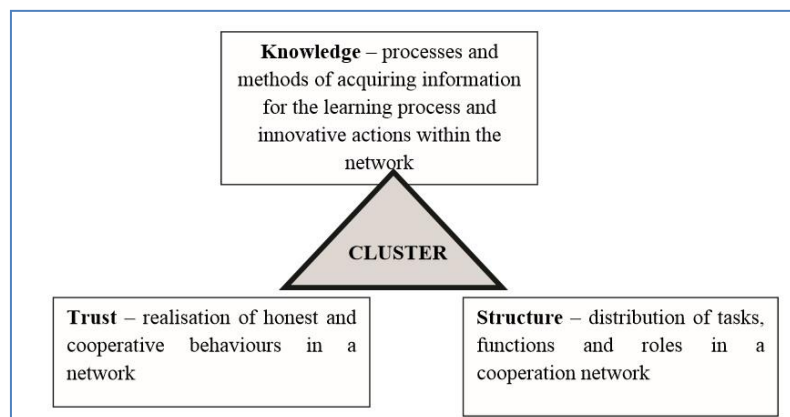 Knowledge – processes and
methods of acquiring information
for the learning process and
innovative actions within the
network
CLUSTER
Trust – realisation of honest and
cooperative behaviours in a
network
Structure – distribution of tasks,
functions and roles in a
cooperation network